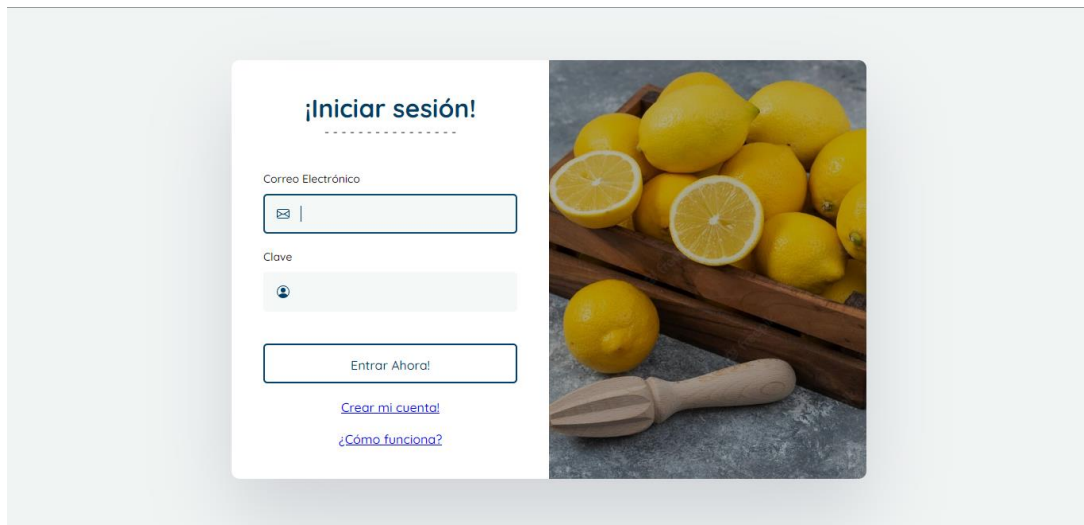 ¡Iniciar sesión!
Correo Electrónico
Clave
Entrar Ahora!
Crear mi cuenta!
¿Cómo funciona?